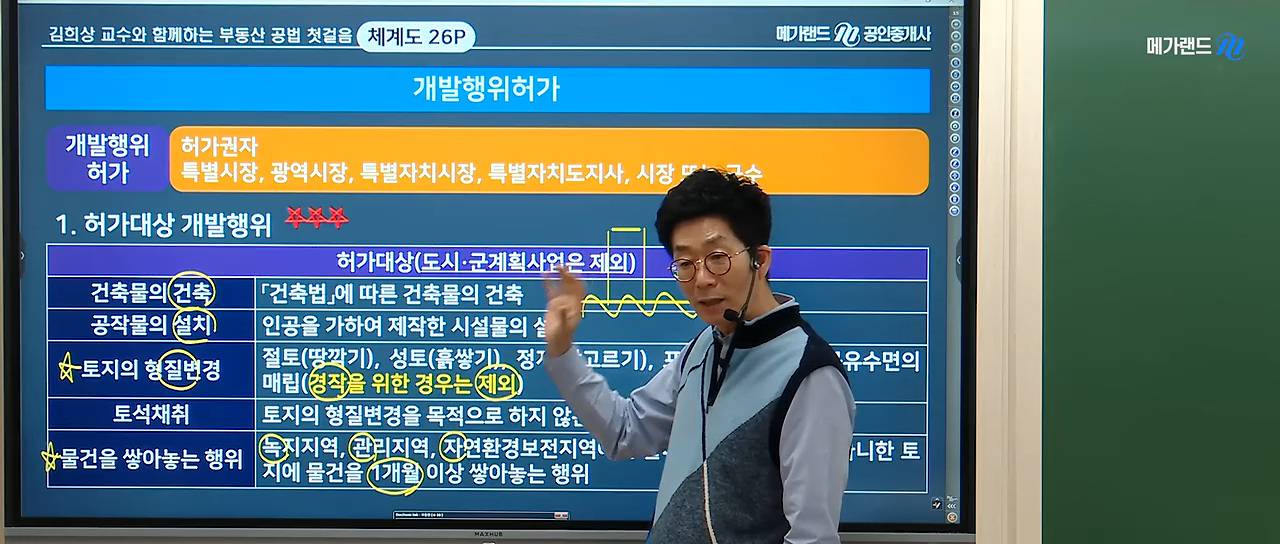 김희상 교수와 함께하는 부동산 공법 첫걸음 체계도 26P
메가랜드 공인중개사
메가랜드
개발행위허가
개발행위
허가
허가권자
특별시장, 광역시장, 특별자치시장, 특별자치도지사, 시장 또는 군수
1. 허가대상 개발행위
허가대상(도시·군계획사업은 제외)
건축물의 건축
「건축법」에 따른 건축물의 건축
공작물의 설치
인공을 가하여 제작한 시설물의
토지의 형질변경
절토(땅깎기), 성토(흙쌓기), 유수면의
매립(경작을 위한 경우는 제외)
토석채취
토지의 형질변경을 목적으로 하지
물건을 쌓아놓는 행위
녹지지역, 관리지역, 자연환경보전지역 토
지에 물건을 1개월 이상 쌓아놓는 행위
MAXHUB